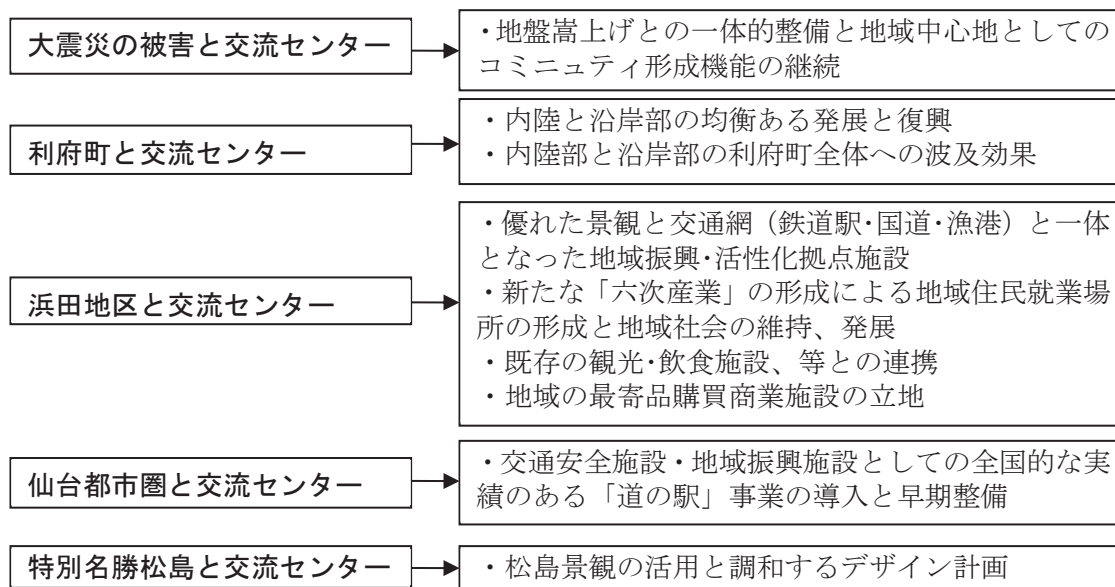 大震災の被害と交流センター
・地盤嵩上げとの一体的整備と地域中心地としての
コミニュティ形成機能の継続
利府町と交流センター
・内陸と沿岸部の均衡ある発展と復興
・内陸部と沿岸部の利府町全体への波及効果
浜田地区と交流センター
・優れた景観と交通網（鉄道駅･国道･漁港）と一体
となった地域振興･活性化拠点施設
・新たな「六次産業」の形成による地域住民就業場
所の形成と地域社会の維持、発展
・既存の観光･飲食施設、等との連携
・地域の最寄品購買商業施設の立地
仙台都市圏と交流センター
・交通安全施設・地域振興施設としての全国的な実
績のある「道の駅」事業の導入と早期整備
特別名勝松島と交流センター
・松島景観の活用と調和するデザイン計画